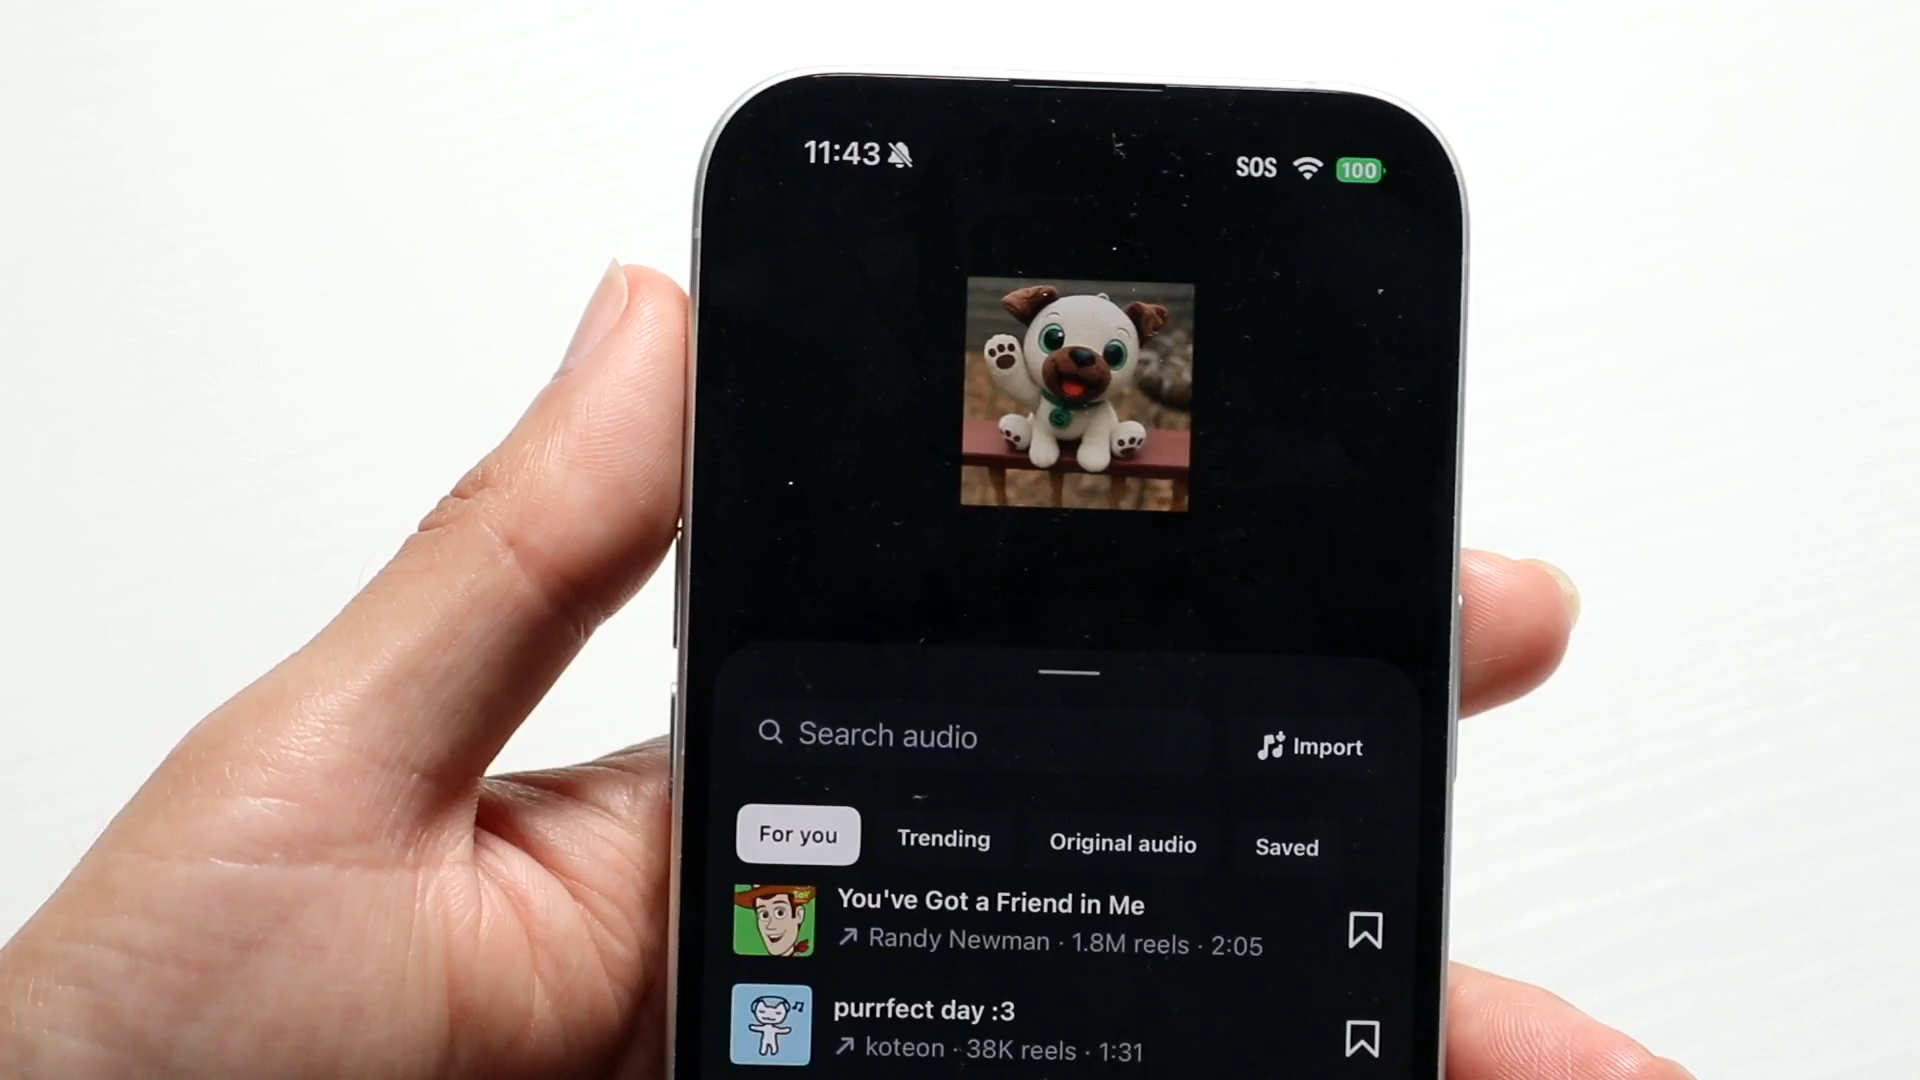 11:43
SOS
100
Search audio
Import
For you
Trending
Original audio
Saved
You've Got a Friend in Me
Randy Newman · 1.8M reels · 2:05
purrfect day :3
koteon · 38K reels · 1:31